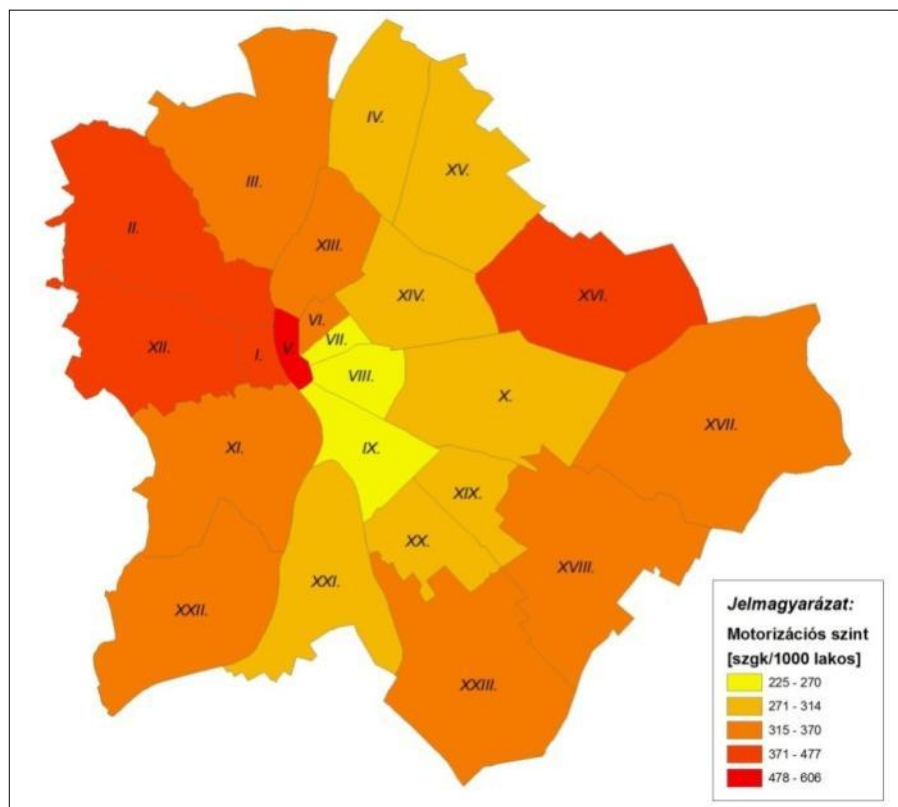 IV.
XV.
III.
II.
XIII.
XIV.
XVI.
VI.
VII.
XII.
I.
V.
VIII.
X.
XVII.
XI.
IX.
XIX.
XX.
XVIII.
XXI.
XXII.
XXIII.
Jelmagyarázat:
Motorizációs szint
[szgk/1000 lakos]
225 - 270
271 - 314
315 - 370
371 - 477
478 - 606